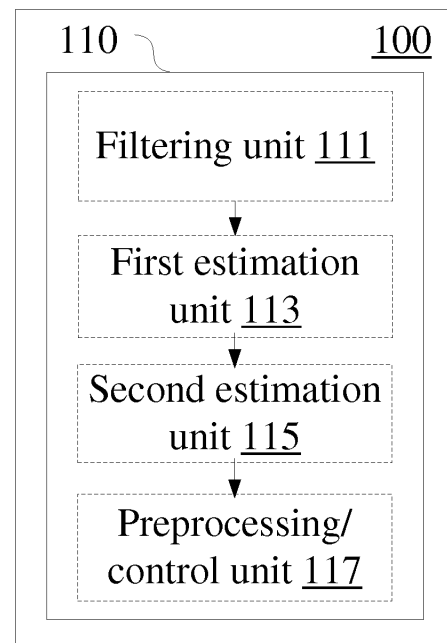 110 100
Filtering unit 111
First estimation
unit 113
Second estimation
unit 115
Preprocessing/
control unit 117